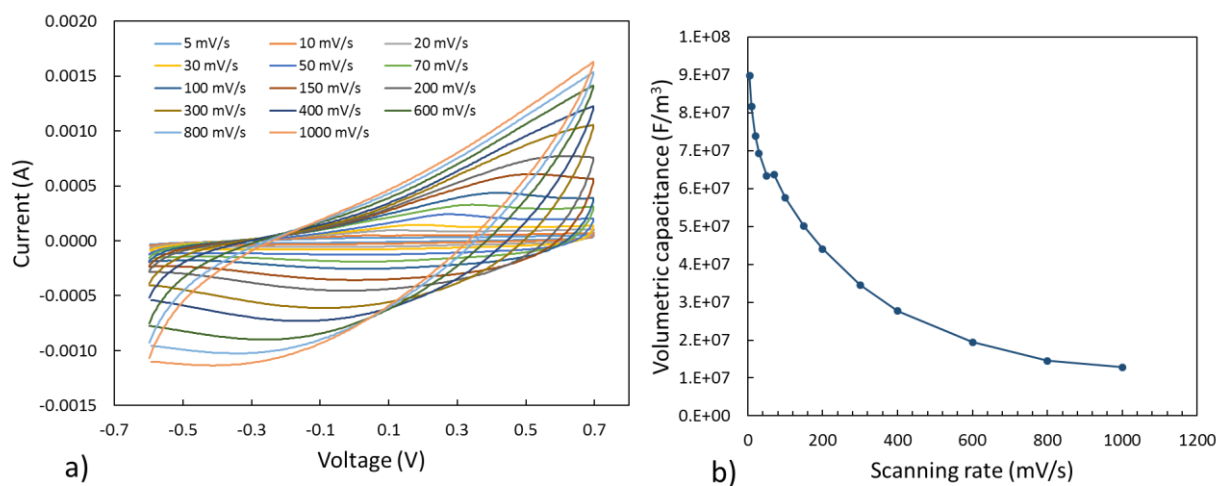 0.0020
0.0015
0.0010
0.0005
0.0000
-0.0005
-0.0010
-0.0015
Current (A)
5 mV/s 10 mV/s 20 mV/s
30 mV/s 50 mV/s 70 mV/s
100 mV/s 150 mV/s 200 mV/s
300 mV/s 400 mV/s 600 mV/s
800 mV/s 1000 mV/s
-0.7 -0.5 -0.3 -0.1 0.1 0.3 0.5 0.7
Voltage (V)
a)
1.E+08
9.E+07
8.E+07
7.E+07
6.E+07
5.E+07
4.E+07
3.E+07
2.E+07
1.E+07
0.E+00
Volumetric capacitance (F/m³)
0 200 400 600 800 1000 1200
Scanning rate (mV/s)
b)